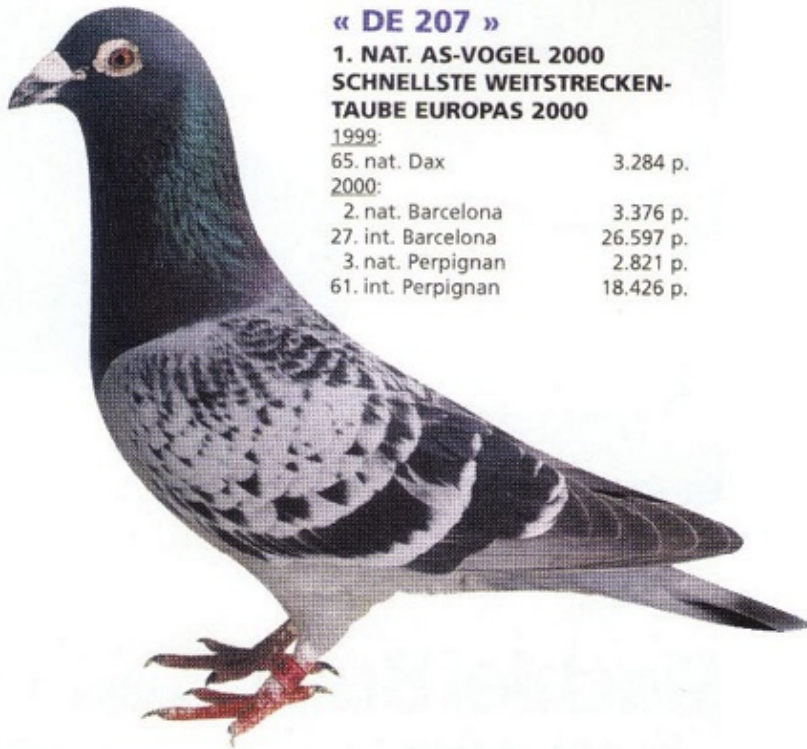 « DE 207 »
1. NAT. AS-VOGEL 2000
SCHNELLSTE WEITSTRECKEN-
TAUBE EUROPAS 2000
1999:
65. nat. Dax 3.284 p.
2000:
2. nat. Barcelona 3.376 p.
27. int. Barcelona 26.597 p.
3. nat. Perpignan 2.821 p.
61. int. Perpignan 18.426 p.